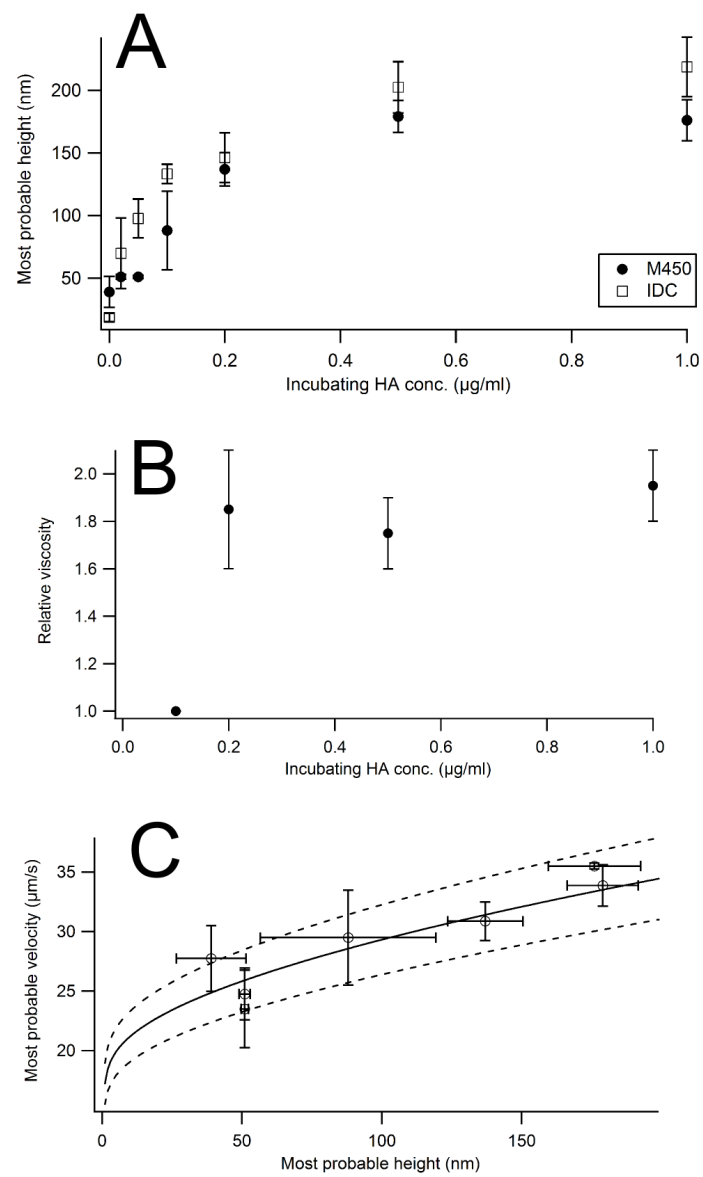 A
Most probable height (nm)
200
150
100
50
M450
IDC
0.0 0.2 0.4 0.6 0.8 1.0
Incubating HA conc. (µg/ml)
B
Relative viscosity
2.0
1.8
1.6
1.4
1.2
1.0
0.0 0.2 0.4 0.6 0.8 1.0
Incubating HA conc. (µg/ml)
C
Most probable velocity (µm/s)
35
30
25
20
0 50 100 150
Most probable height (nm)